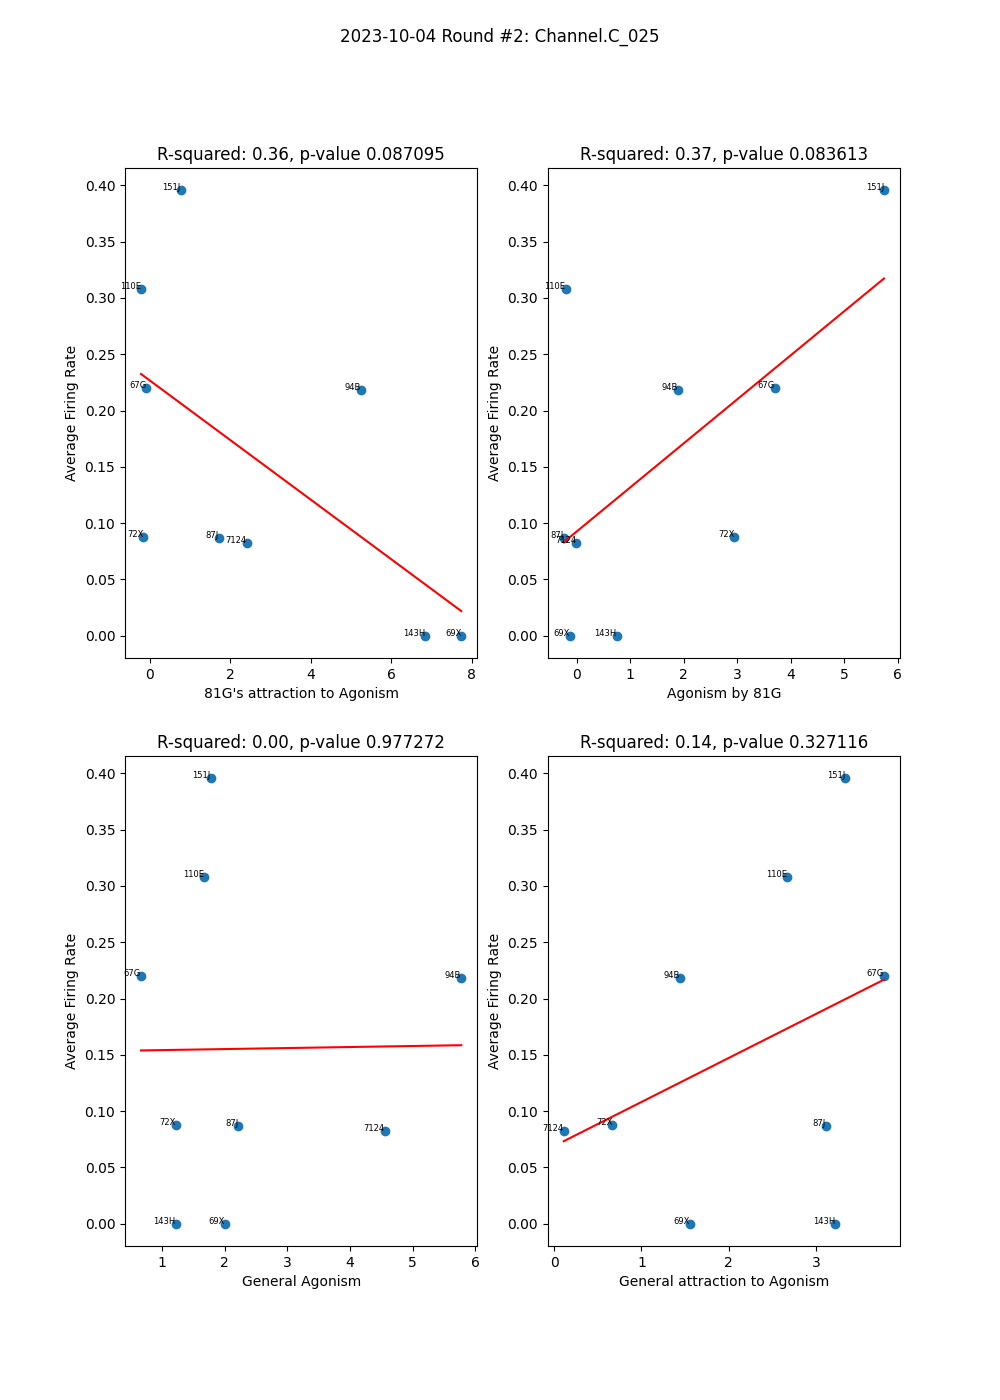 2023-10-04 Round #2: Channel.C_025
R-squared: 0.36, p-value 0.087095
0.40
0.35
0.30
0.25
0.20
0.15
0.10
0.05
0.00
Average Firing Rate
151J
110E
67G
94B
72X
87J
7124
143H
69X
0 2 4 6 8
81G's attraction to Agonism
R-squared: 0.37, p-value 0.083613
0.40
0.35
0.30
0.25
0.20
0.15
0.10
0.05
0.00
Average Firing Rate
151J
110E
94B
67G
87J
7124
72X
69X
143H
0 1 2 3 4 5 6
Agonism by 81G
R-squared: 0.00, p-value 0.977272
0.40
0.35
0.30
0.25
0.20
0.15
0.10
0.05
0.00
Average Firing Rate
151J
110E
67G
94B
72X
87J
7124
143H
69X
1 2 3 4 5 6
General Agonism
R-squared: 0.14, p-value 0.327116
0.40
0.35
0.30
0.25
0.20
0.15
0.10
0.05
0.00
Average Firing Rate
151J
110E
94B
67G
7124
72X
87J
69X
143H
0 1 2 3
General attraction to Agonism